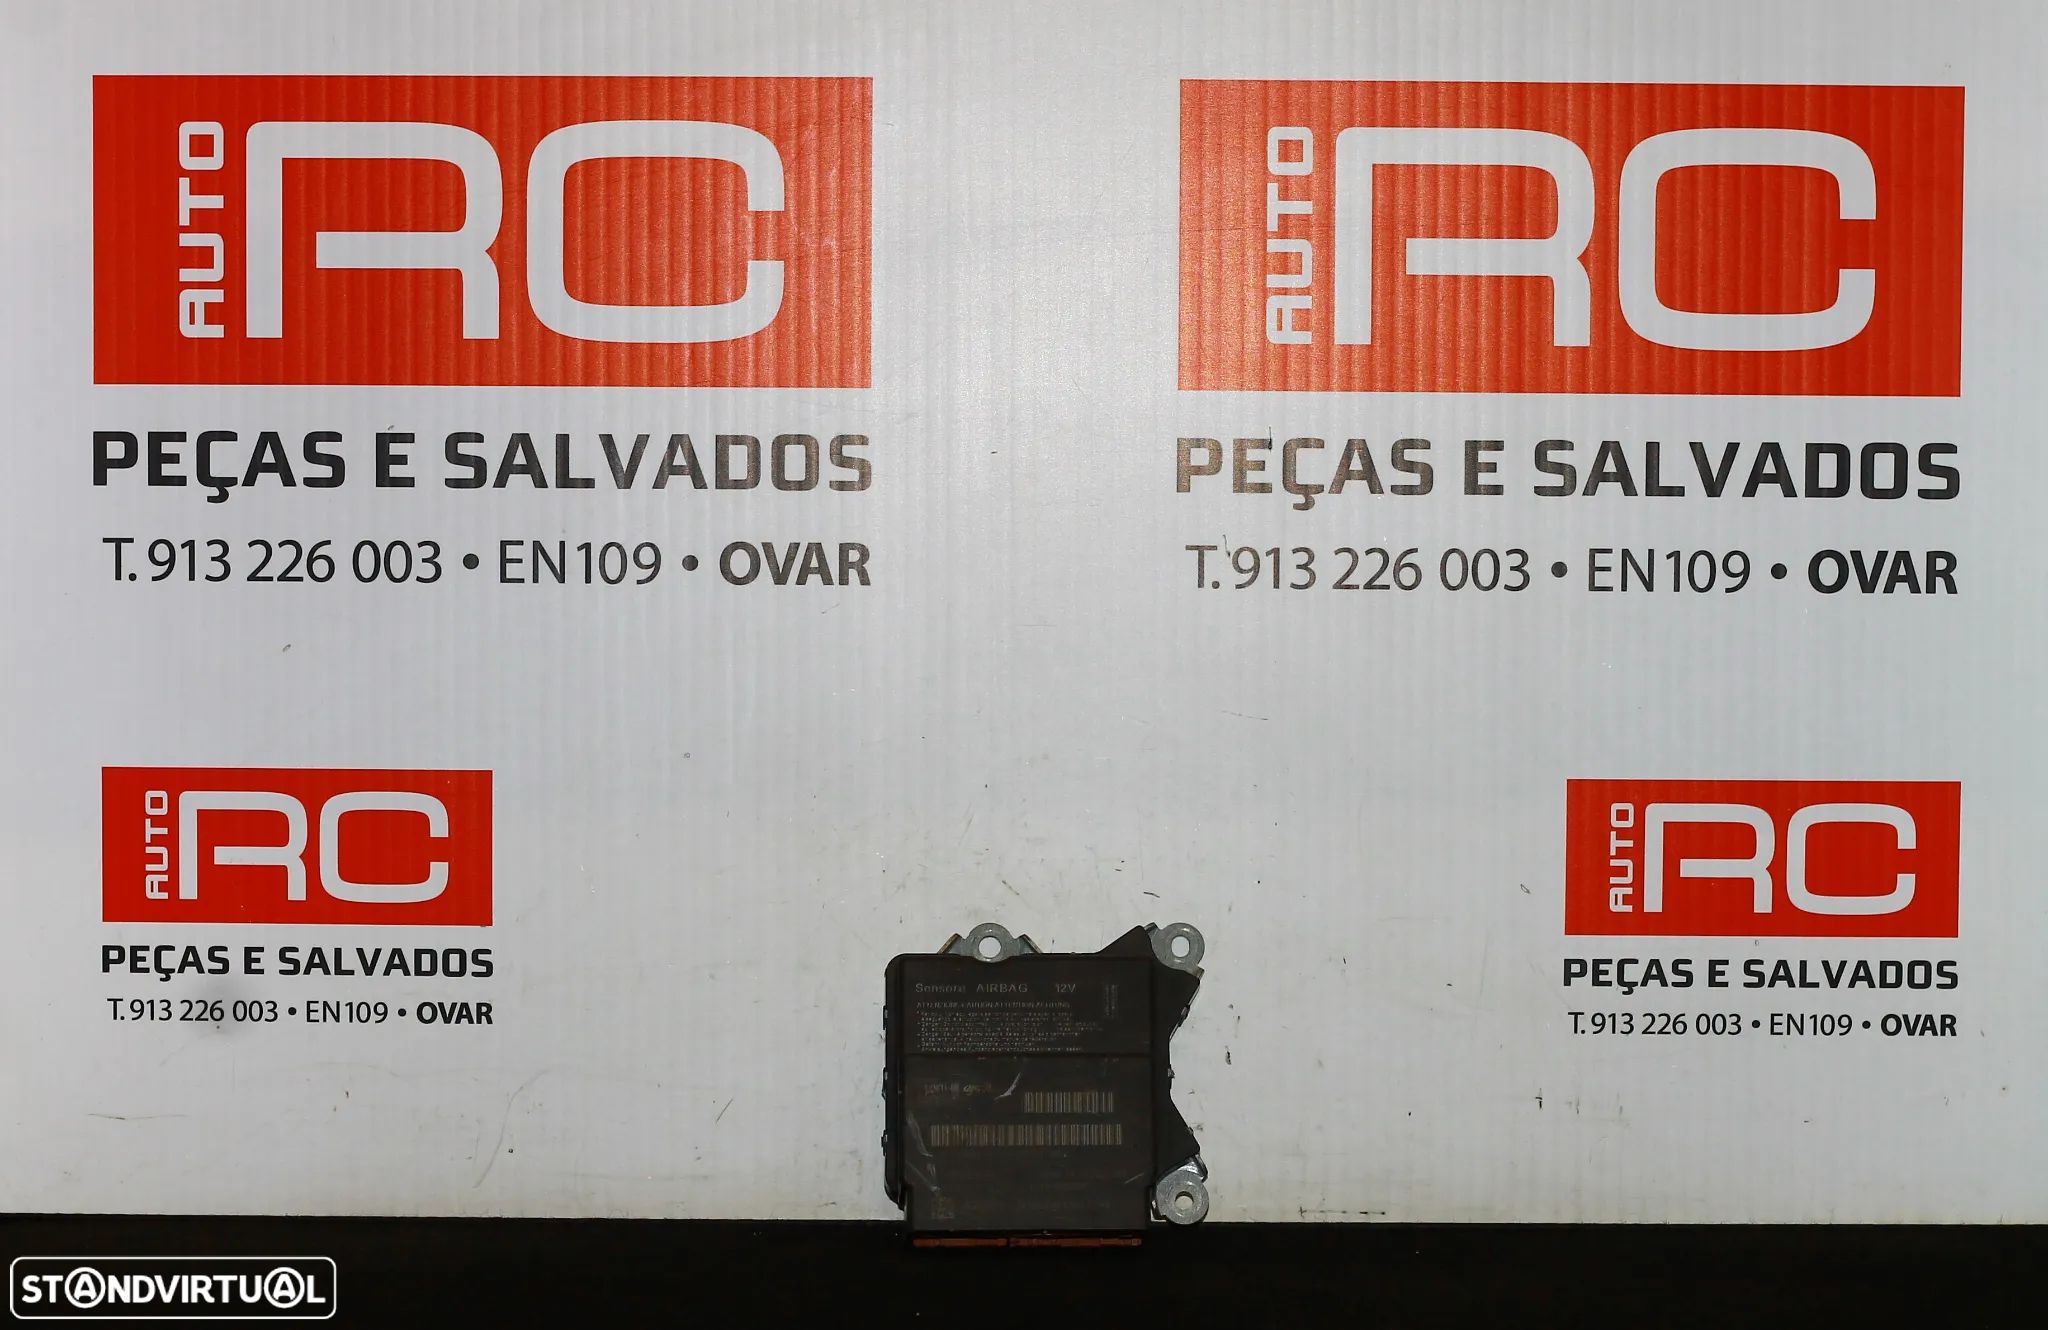 AUTO RC
PEÇAS E SALVADOS
T. 913 226 003 • EN109 • OVAR
AUTO RC
PEÇAS E SALVADOS
T. 913 226 003 • EN109 • OVAR
AUTO RC
PEÇAS E SALVADOS
T. 913 226 003 • EN109 • OVAR
AUTO RC
PEÇAS E SALVADOS
T. 913 226 003 • EN109 • OVAR
Sensore AIRBAG 12V
STANDVIRTUAL